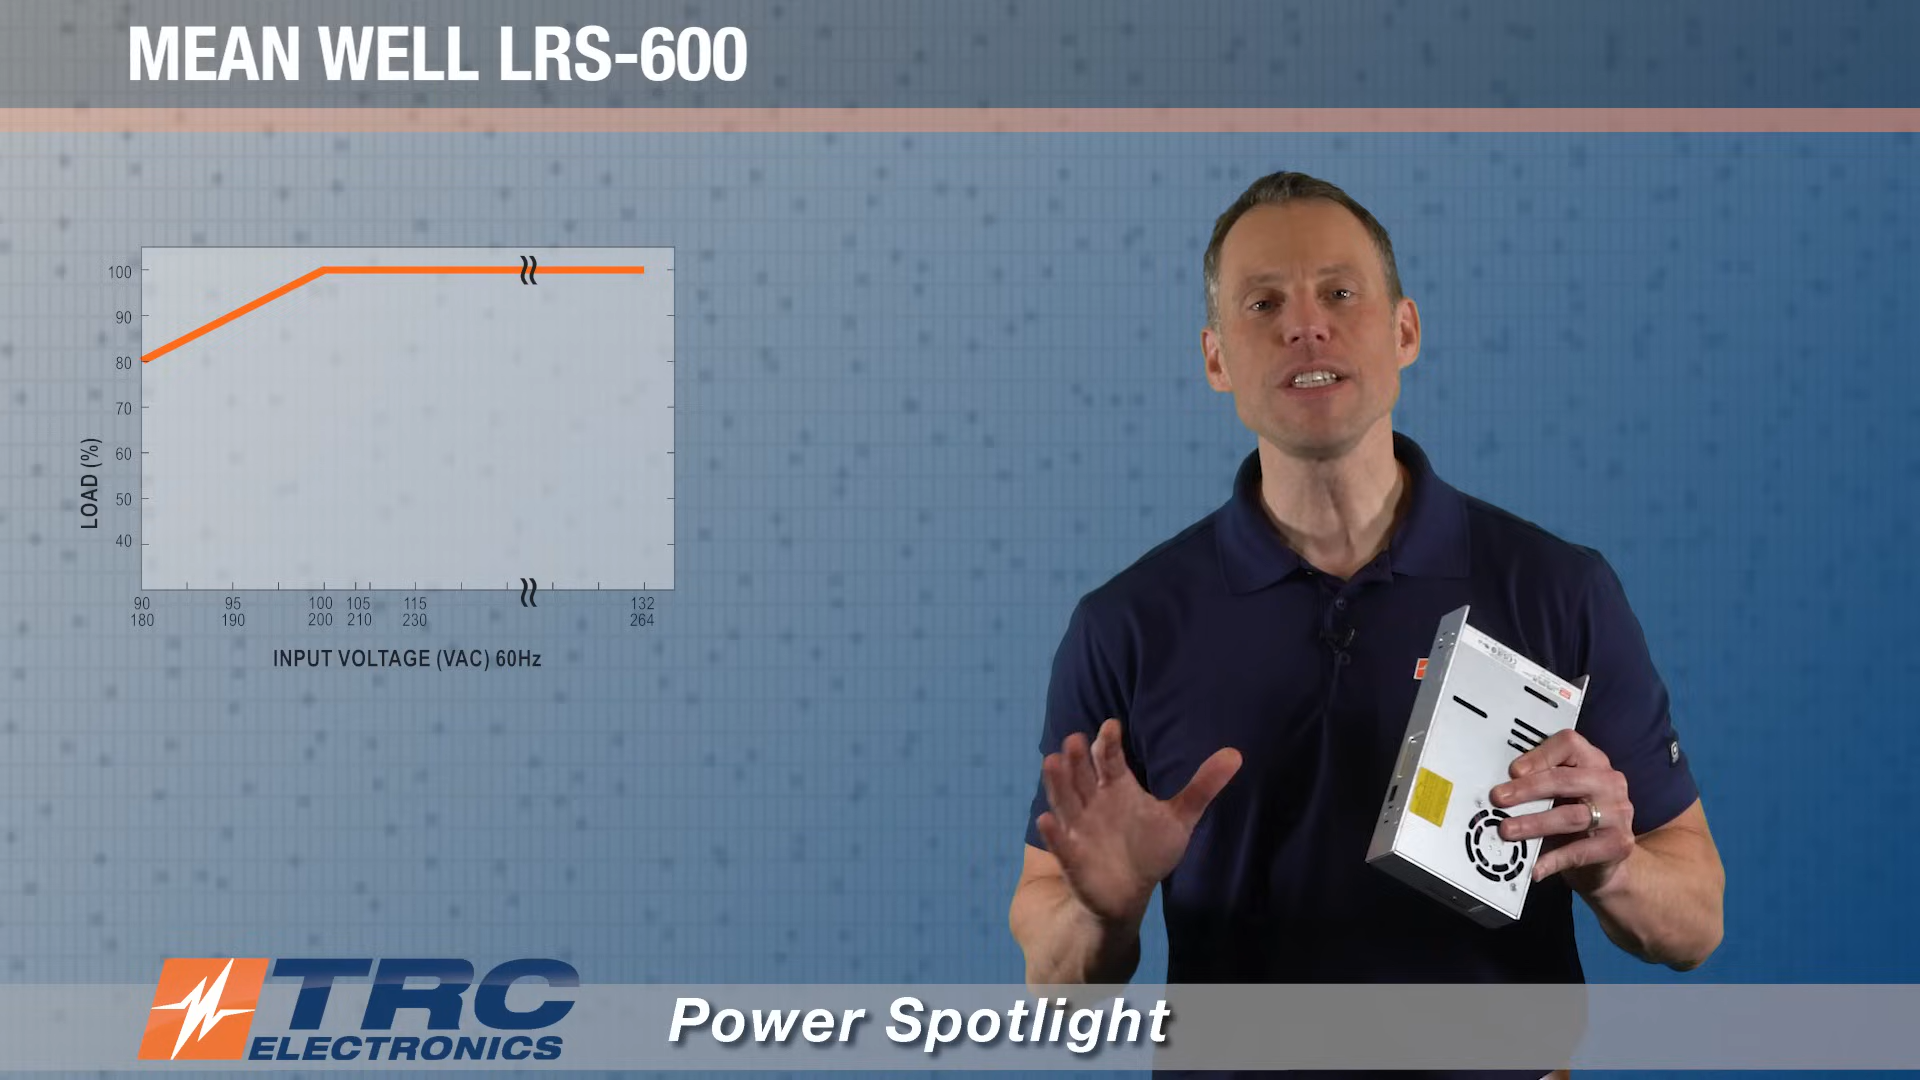 MEAN WELL LRS-600
100
90
80
70
60
50
40
LOAD (%)
90 95 100 105 115 132
180 190 200 210 230 264
INPUT VOLTAGE (VAC) 60Hz
TRC
ELECTRONICS
Power Spotlight